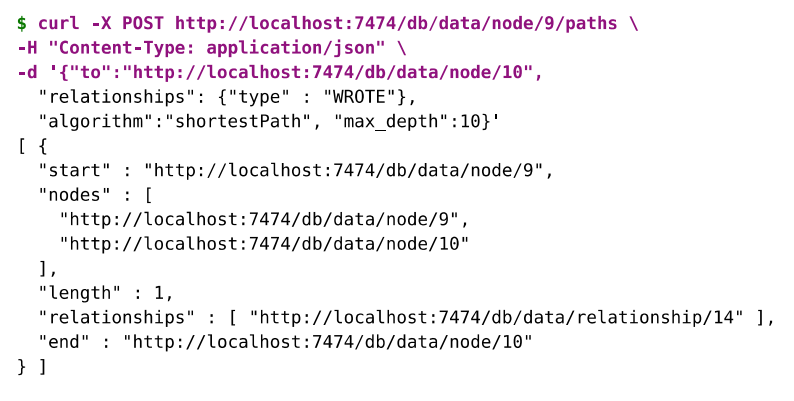 $ curl -X POST http://localhost:7474/db/data/node/9/paths \
-H "Content-Type: application/json" \
-d '{"to":"http://localhost:7474/db/data/node/10",
  "relationships": {"type" : "WROTE"},
  "algorithm":"shortestPath", "max_depth":10}'
[ {
  "start" : "http://localhost:7474/db/data/node/9",
  "nodes" : [
    "http://localhost:7474/db/data/node/9",
    "http://localhost:7474/db/data/node/10"
  ],
  "length" : 1,
  "relationships" : [ "http://localhost:7474/db/data/relationship/14" ],
  "end" : "http://localhost:7474/db/data/node/10"
} ]